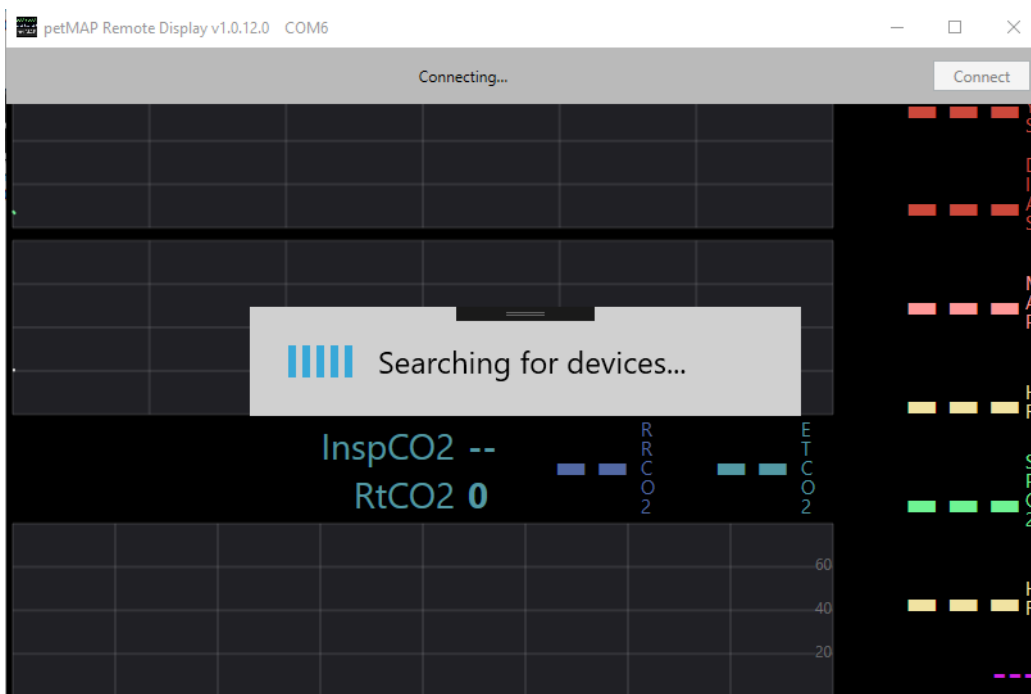 petMAP Remote Display v1.0.12.0 COM6
Connecting...
Connect
Searching for devices...
InspCO2 --
RtCO2 0
-- RRCO2
-- ETCO2
60
40
20